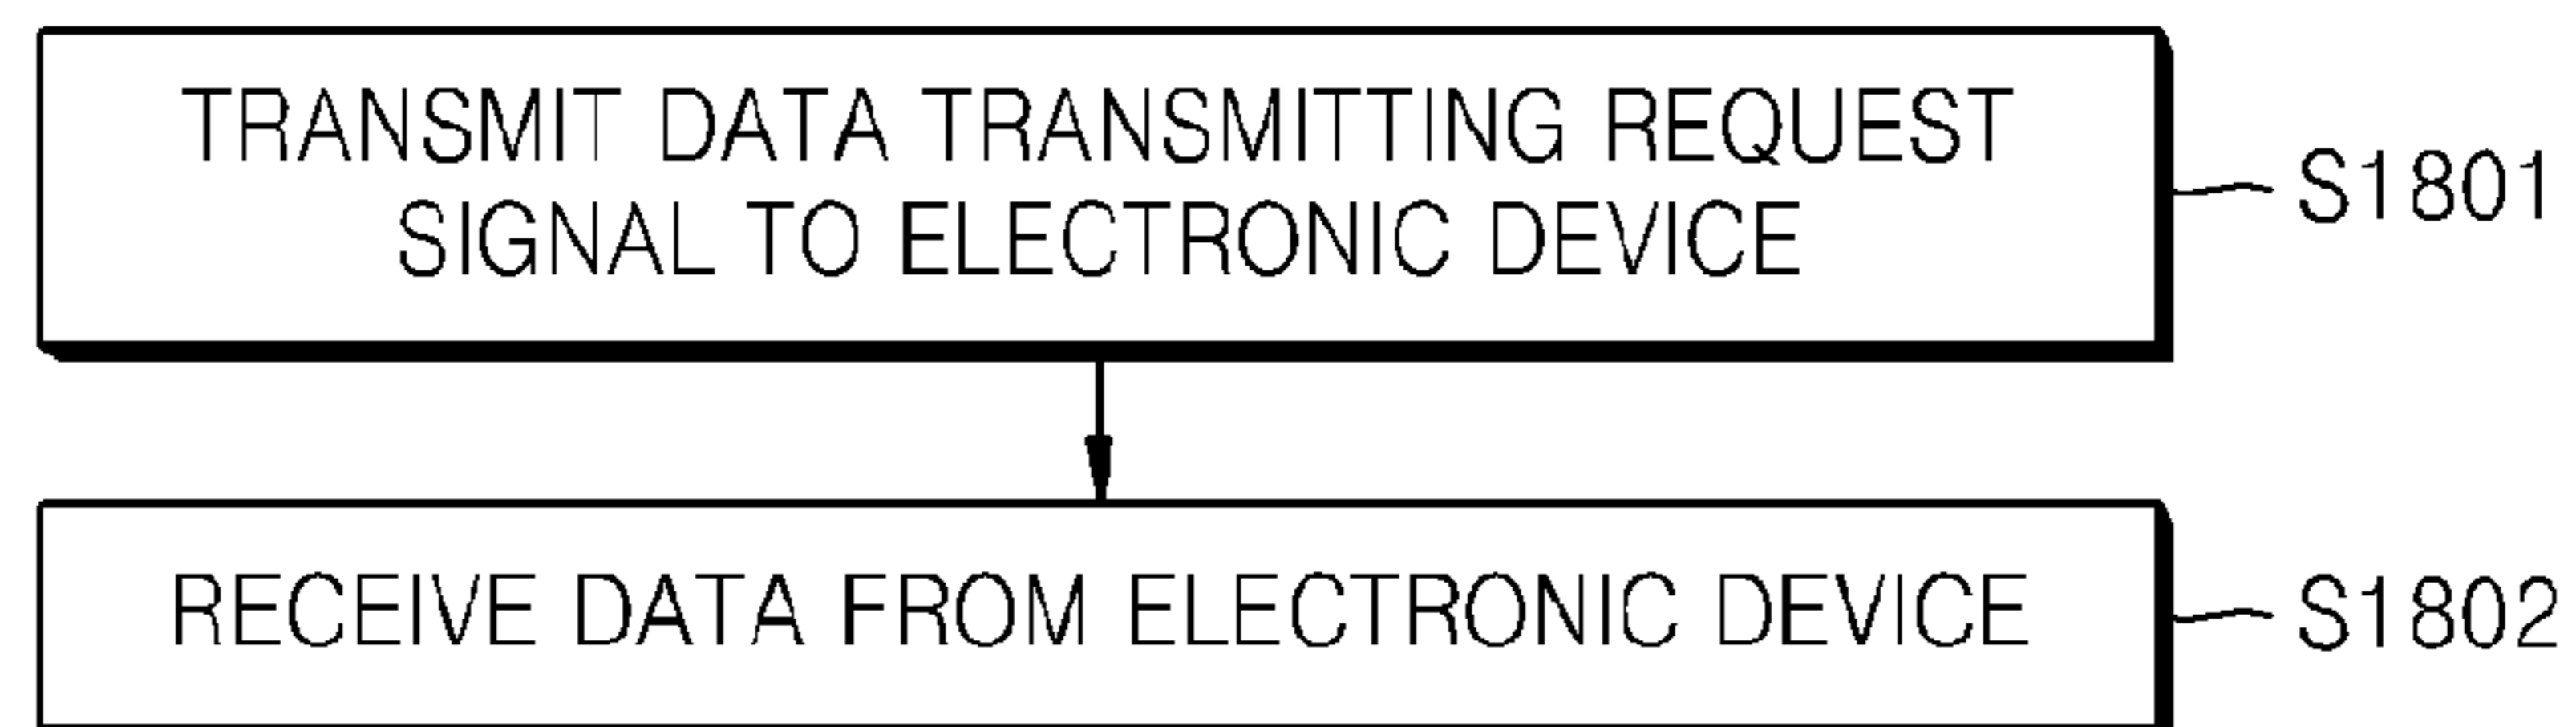 TRANSMIT DATA TRANSMITTING REQUEST
SIGNAL TO ELECTRONIC DEVICE
S1801
RECEIVE DATA FROM ELECTRONIC DEVICE
S1802